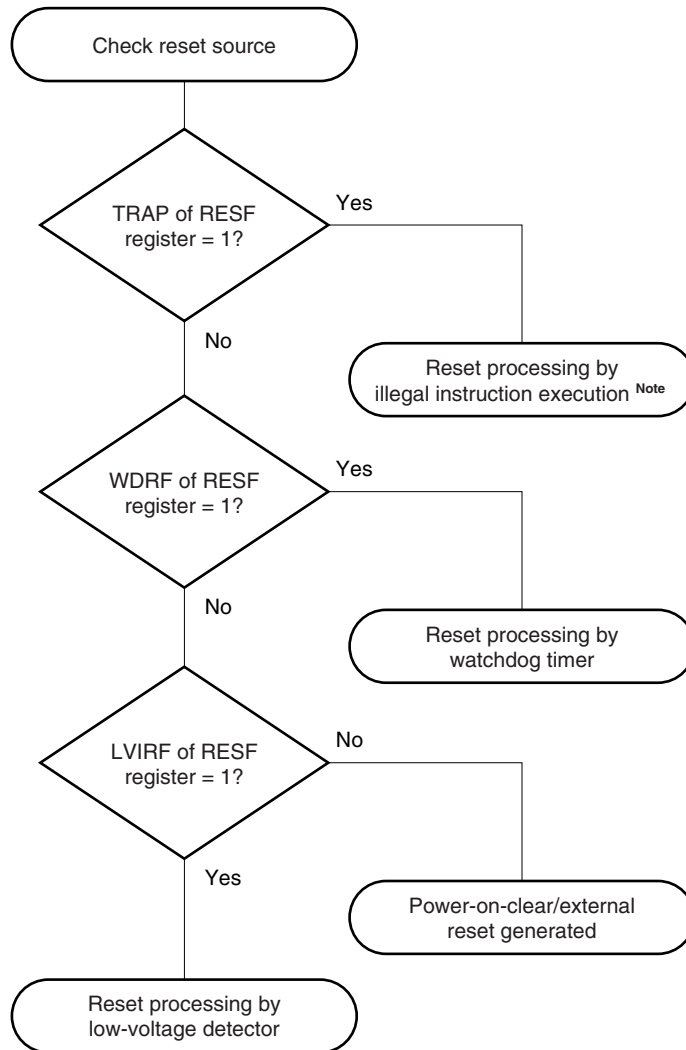 Check reset source
TRAP of RESF
register = 1?
Yes
No
Reset processing by
illegal instruction execution Note
WDRF of RESF
register = 1?
Yes
No
Reset processing by
watchdog timer
LVIRF of RESF
register = 1?
No
Yes
Power-on-clear/external
reset generated
Reset processing by
low-voltage detector